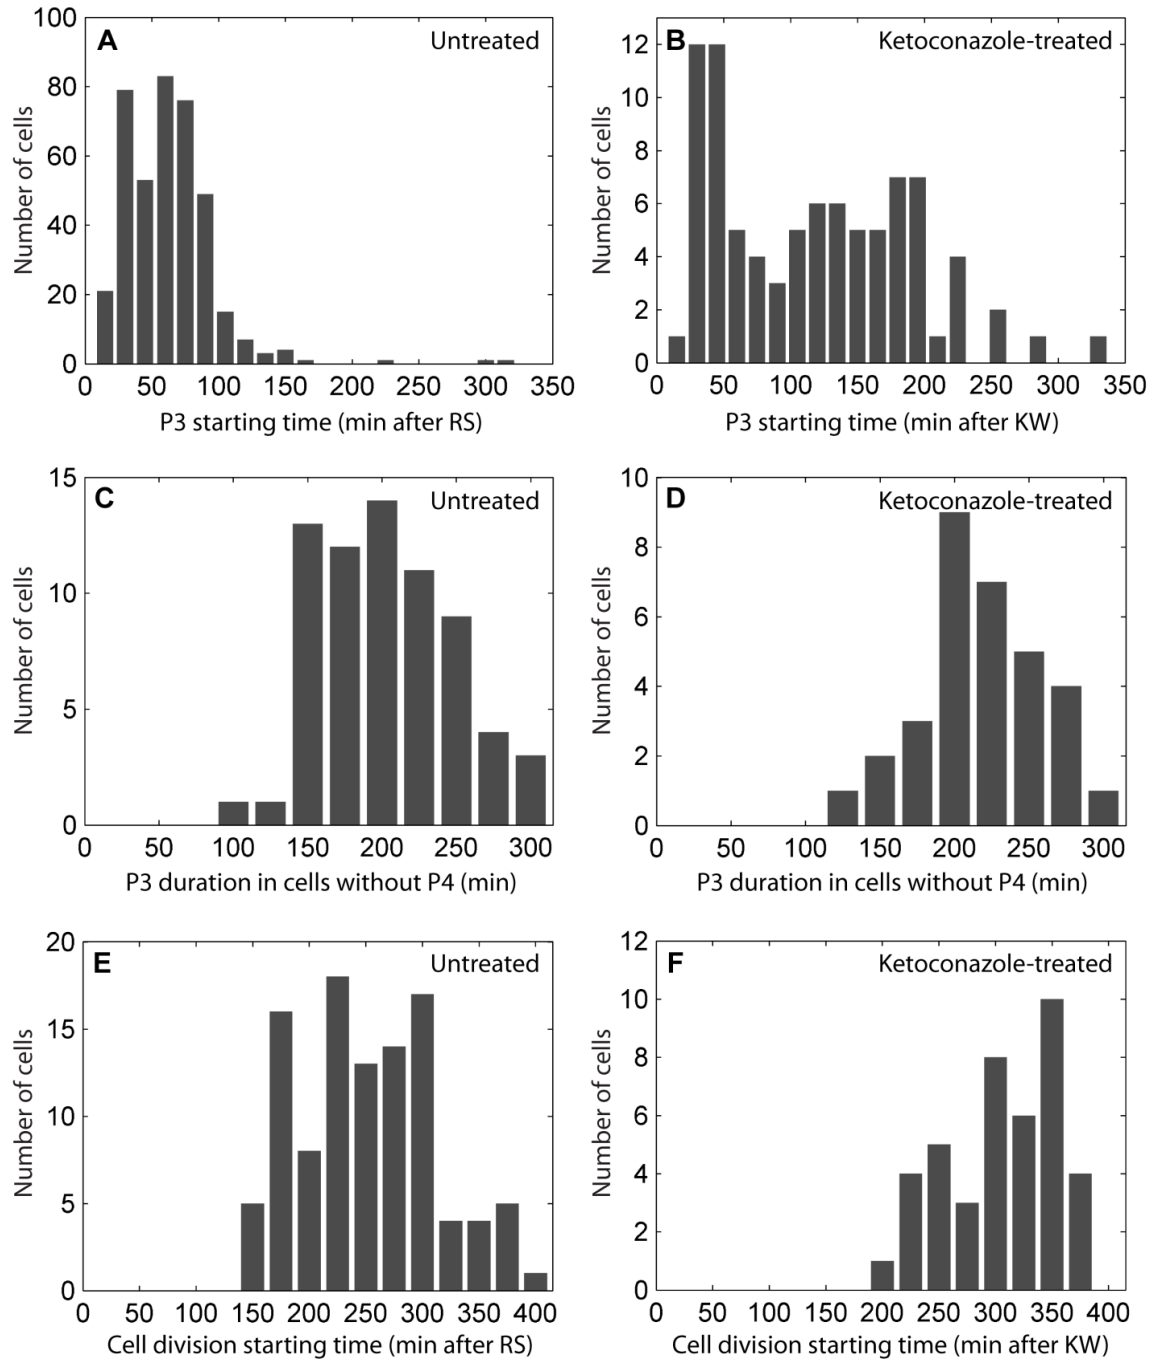 A
Untreated
100
80
60
40
20
0
Number of cells
0 50 100 150 200 250 300 350
P3 starting time (min after RS)
B
Ketoconazole-treated
12
10
8
6
4
2
0
Number of cells
0 50 100 150 200 250 300 350
P3 starting time (min after KW)
C
Untreated
15
10
5
0
Number of cells
0 50 100 150 200 250 300
P3 duration in cells without P4 (min)
D
Ketoconazole-treated
10
8
6
4
2
0
Number of cells
0 50 100 150 200 250 300
P3 duration in cells without P4 (min)
E
Untreated
20
15
10
5
0
Number of cells
0 50 100 150 200 250 300 350 400
Cell division starting time (min after RS)
F
Ketoconazole-treated
12
10
8
6
4
2
0
Number of cells
0 50 100 150 200 250 300 350 400
Cell division starting time (min after KW)